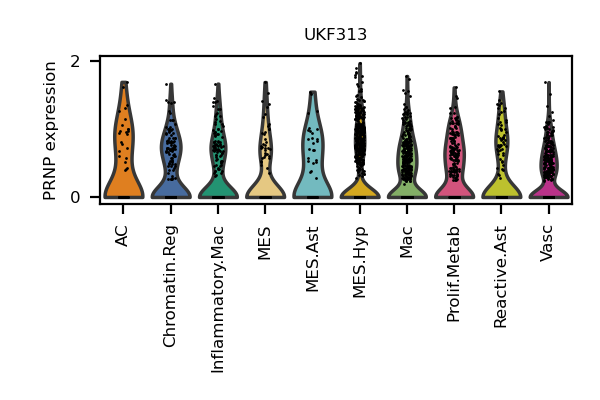 UKF313
PRNP expression
2
0
AC
Chromatin.Reg
Inflammatory.Mac
MES
MES.Ast
MES.Hyp
Mac
Prolif.Metab
Reactive.Ast
Vasc